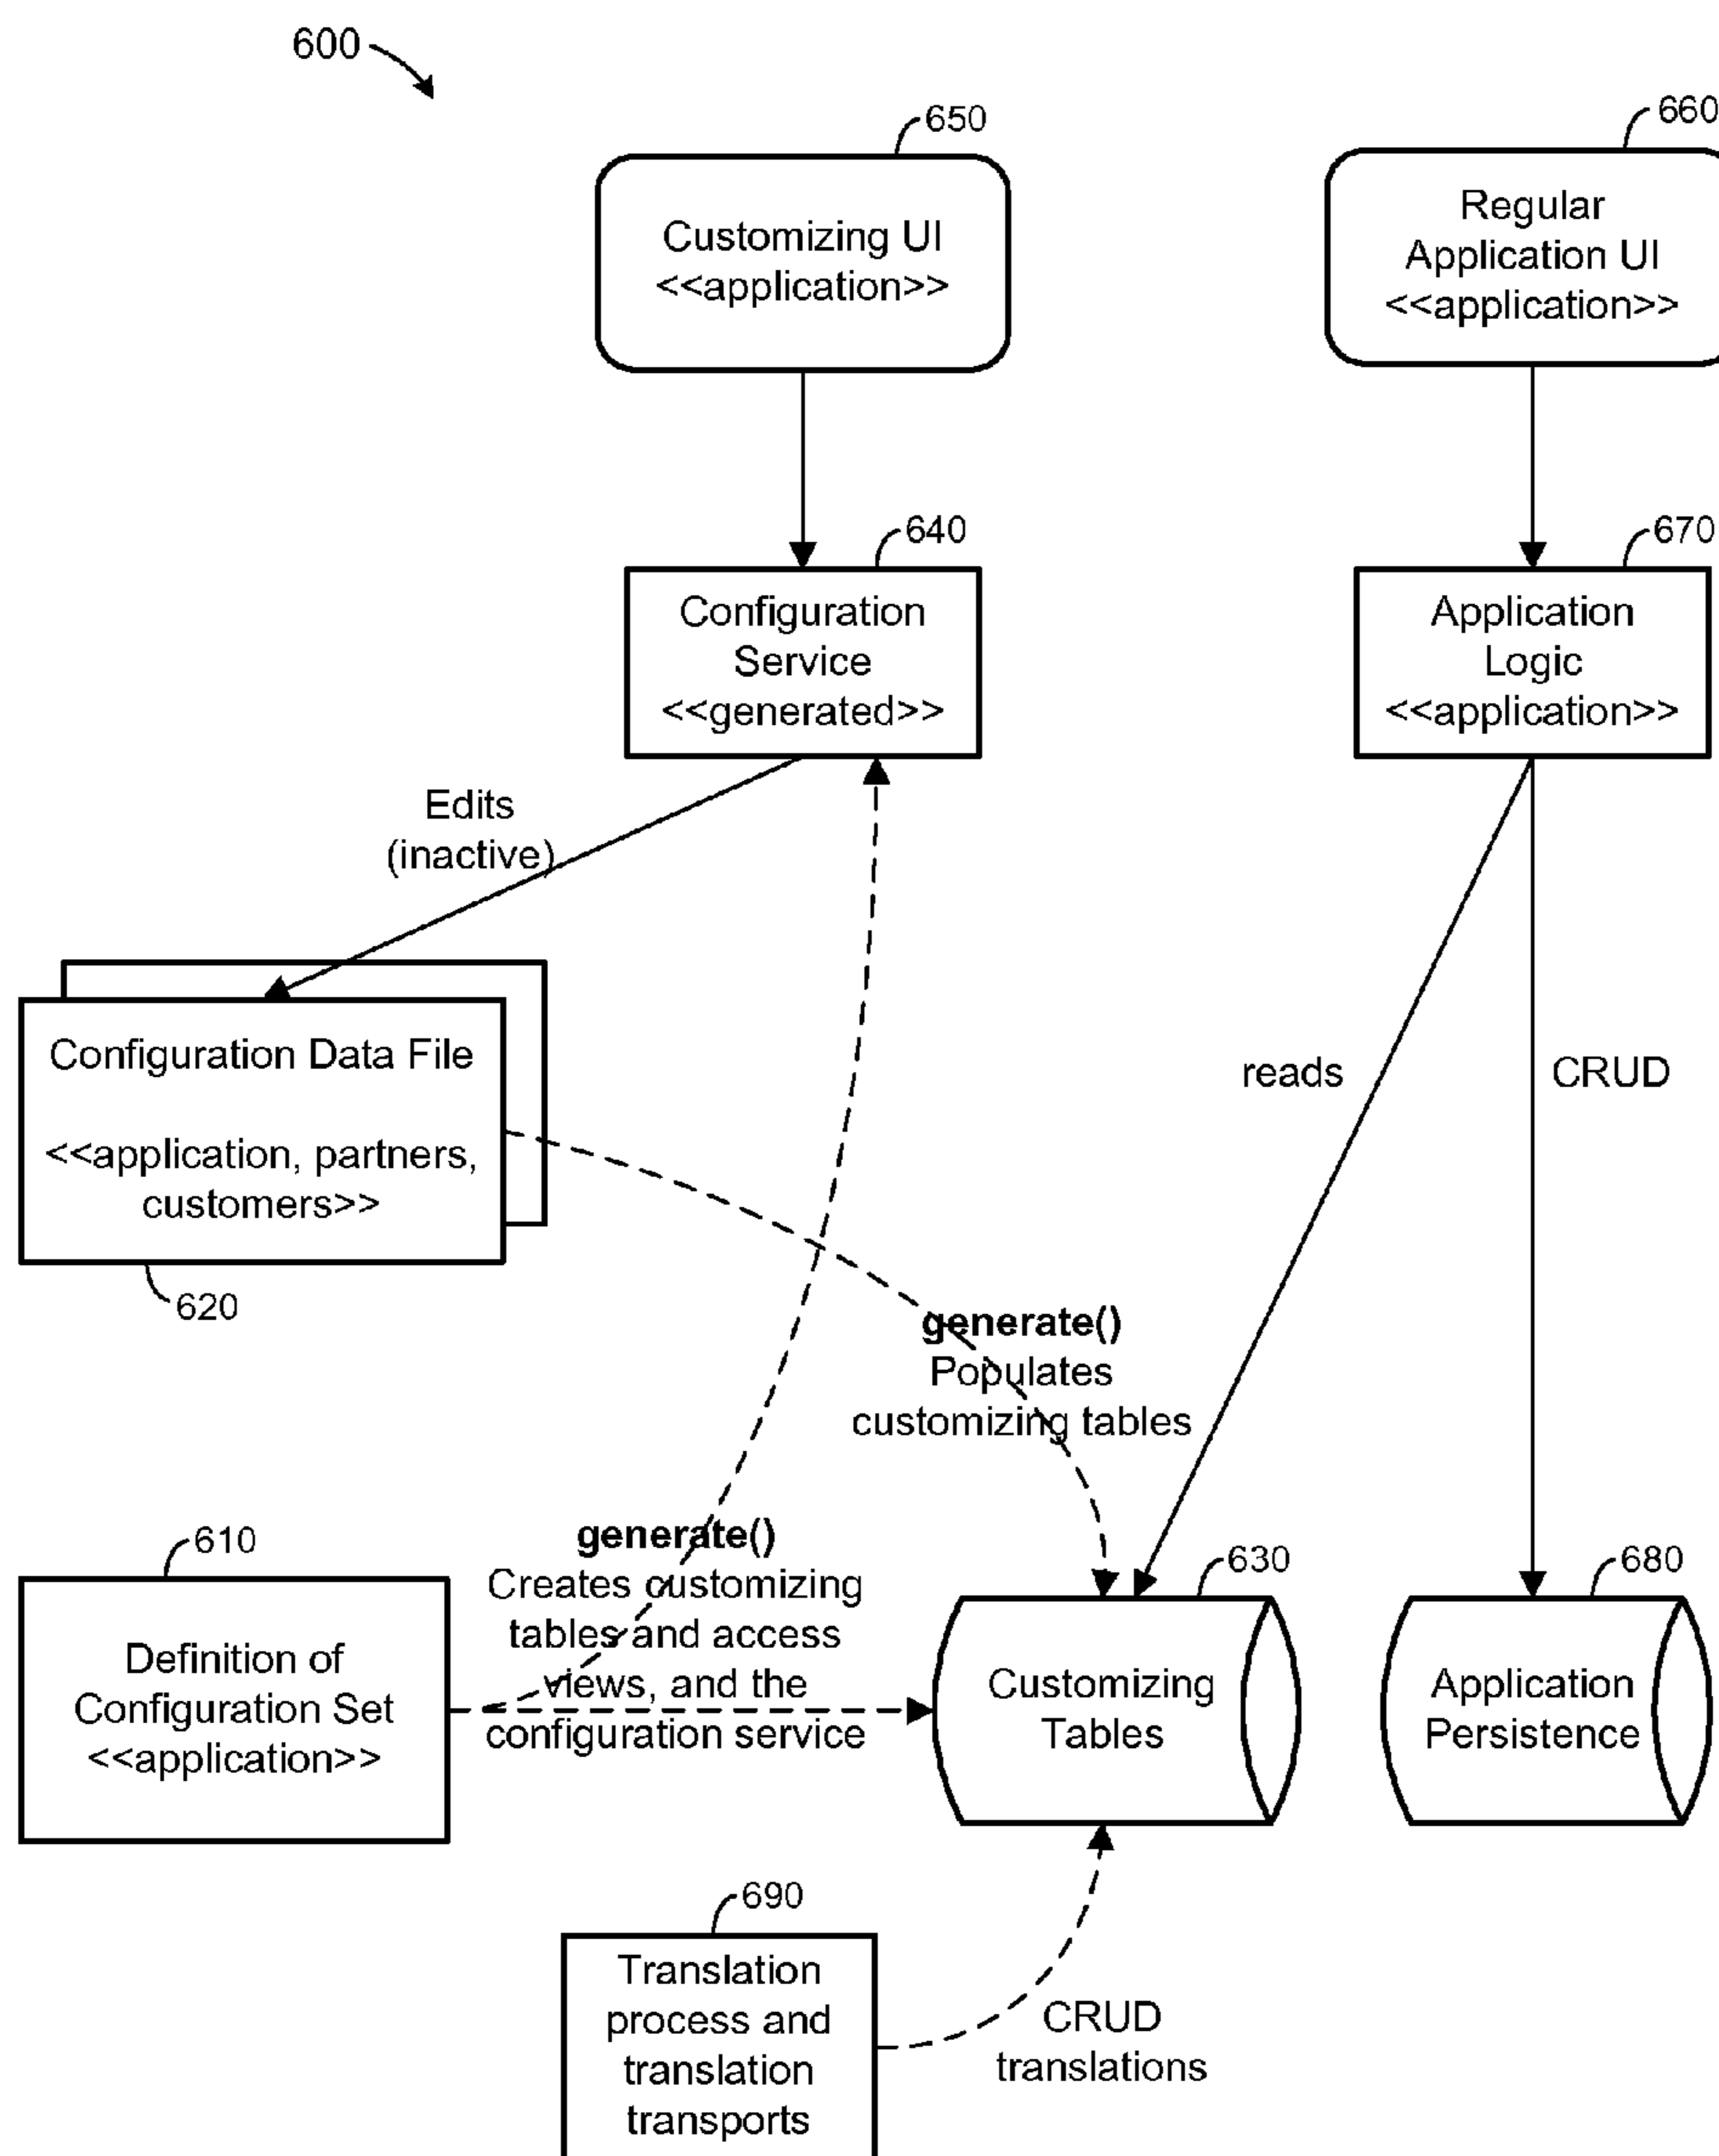 600
650
Customizing UI
<<application>>
660
Regular
Application UI
<<application>>
640
Configuration
Service
<<generated>>
670
Application
Logic
<<application>>
Edits
(inactive)
Configuration Data File
<<application, partners,
customers>>
620
reads
CRUD
generate()
Populates
customizing tables
610
Definition of
Configuration Set
<<application>>
generate()
Creates customizing
tables and access
views, and the
configuration service
630
Customizing
Tables
680
Application
Persistence
690
Translation
process and
translation
transports
CRUD
translations